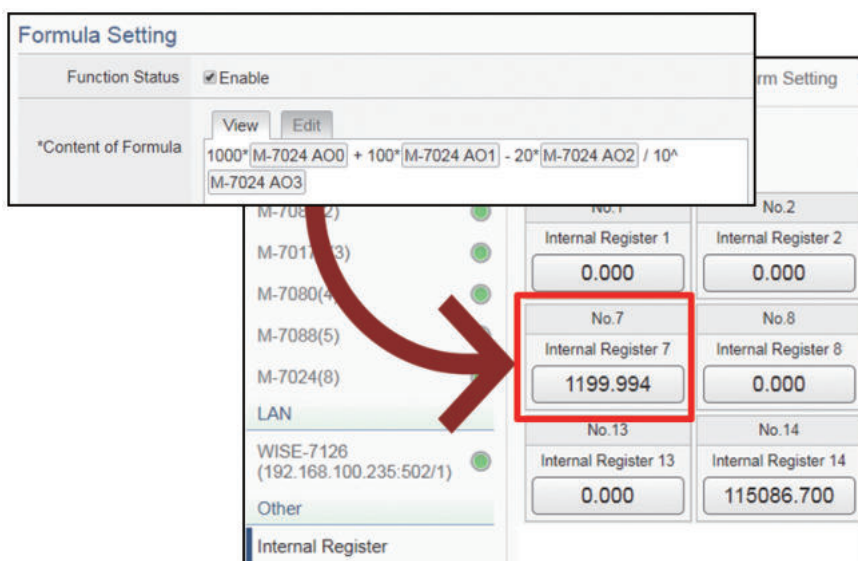 Formula Setting
Function Status Enable
*Content of Formula
View Edit
1000* M-7024 AO0 + 100* M-7024 AO1 - 20* M-7024 AO2 / 10^
M-7024 AO3
rm Setting
No.1 No.2
M-7017 3)
Internal Register 1 Internal Register 2
0.000 0.000
M-7080(4
No.7 No.8
M-7088(5)
Internal Register 7 Internal Register 8
M-7024(8)
1199.994 0.000
LAN
No.13 No.14
WISE-7126
(192.168.100.235:502/1)
Internal Register 13 Internal Register 14
0.000 115086.700
Other
Internal Register